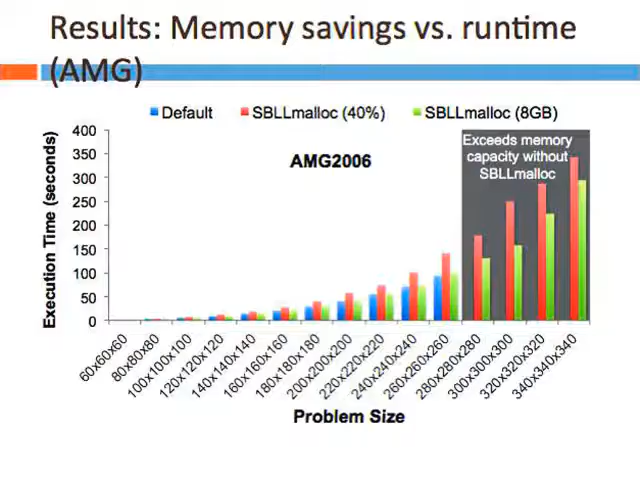 Results: Memory savings vs. runtime
(AMG)
Default
SBLLmalloc (40%)
SBLLmalloc (8GB)
AMG2006
Exceeds memory
capacity without
SBLLmalloc
Execution Time (seconds)
400
350
300
250
200
150
100
50
0
60x60x60
80x80x80
100x100x100
120x120x120
140x140x140
160x160x160
180x180x180
200x200x200
220x220x220
240x240x240
260x260x260
280x280x280
300x300x300
320x320x320
340x340x340
Problem Size